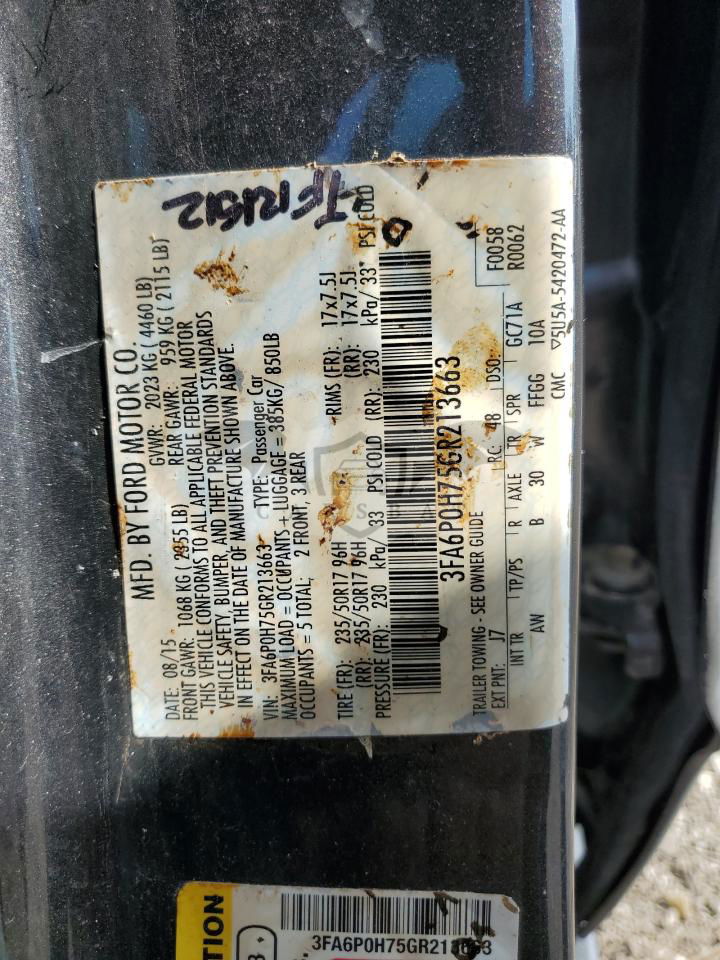 TFR1512
MFD. BY FORD MOTOR CO.
DATE: 08/15 GVWR: 2023 KG ( 4460 LB)
FRONT GAWR: 1068 KG ( 2355 LB) REAR GAWR: 959 KG ( 2115 LB)
THIS VEHICLE CONFORMS TO ALL APPLICABLE FEDERAL MOTOR
VEHICLE SAFETY, BUMPER, AND THEFT PREVENTION STANDARDS
IN EFFECT ON THE DATE OF MANUFACTURE SHOWN ABOVE.
VIN: 3FA6P0H75GR213663 TYPE: Passenger Car
MAXIMUM LOAD = OCCUPANTS + LUGGAGE = 385KG/ 850LB
OCCUPANTS = 5 TOTAL, 2 FRONT, 3 REAR
TIRE (FR): 235/50R17 96H RIMS (FR): 17x7.5J
(RR): 235/50R17 96H (RR): 17x7.5J
PRESSURE (FR): 230 kPa/ 33 PSI COLD (RR): 230 kPa/ 33 PSI COLD
3FA6P0H75GR213663
TRAILER TOWING - SEE OWNER GUIDE F0058
EXT PNT: J7 RC: 48 DSO: GC71A R0062
INT TR TP/PS R AXLE TR SPR
AW B 30 W FFGG 10A
CMC ▽5U5A-5420472-AA
TION
3FA6P0H75GR213663